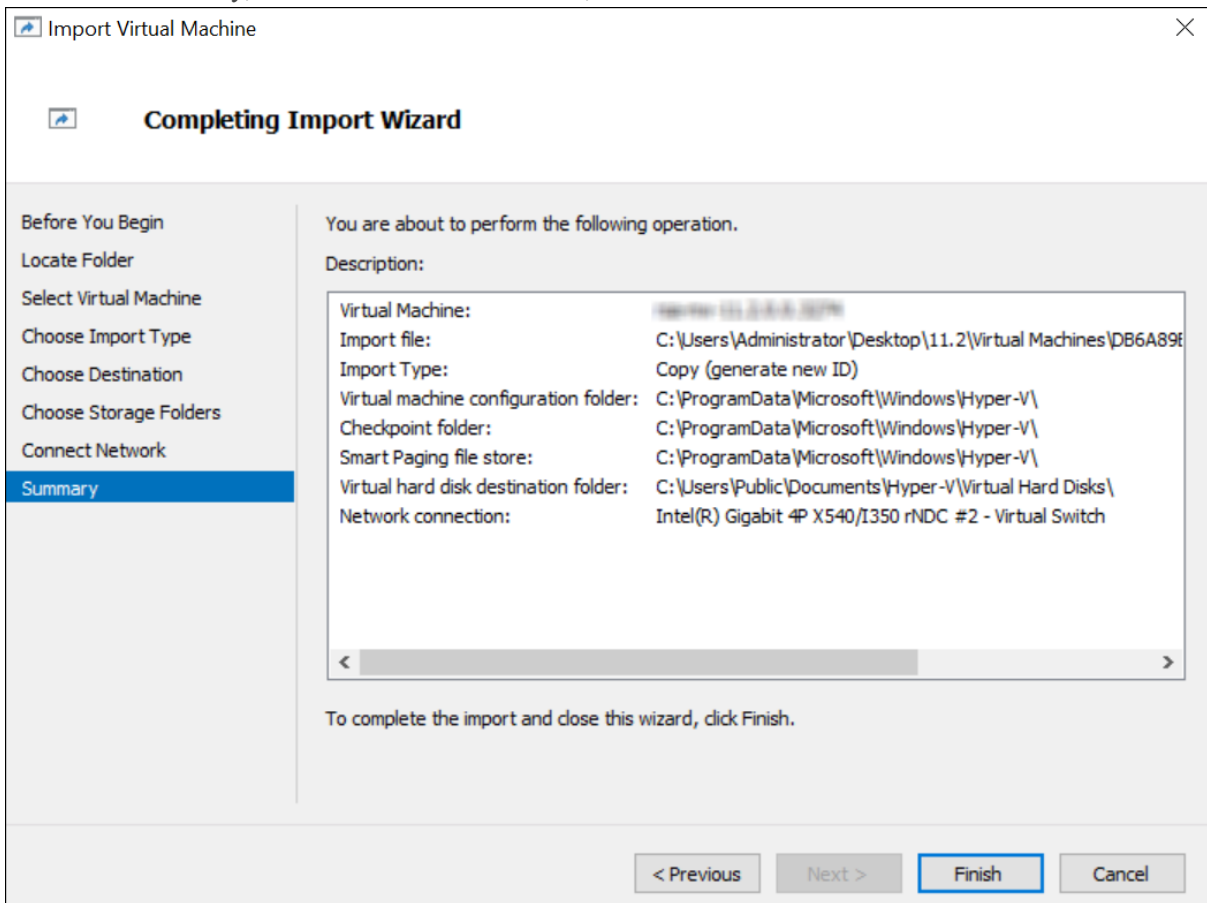 Import Virtual Machine
Completing Import Wizard
Before You Begin
Locate Folder
Select Virtual Machine
Choose Import Type
Choose Destination
Choose Storage Folders
Connect Network
Summary
You are about to perform the following operation.
Description:
Virtual Machine:
Import file: C:\Users\Administrator\Desktop\11.2\Virtual Machines\DB6A89E
Import Type: Copy (generate new ID)
Virtual machine configuration folder: C:\ProgramData\Microsoft\Windows\Hyper-V\
Checkpoint folder: C:\ProgramData\Microsoft\Windows\Hyper-V\
Smart Paging file store: C:\ProgramData\Microsoft\Windows\Hyper-V\
Virtual hard disk destination folder: C:\Users\Public\Documents\Hyper-V\Virtual Hard Disks\
Network connection: Intel(R) Gigabit 4P X540/I350 rNDC #2 - Virtual Switch
To complete the import and close this wizard, click Finish.
< Previous
Next >
Finish
Cancel